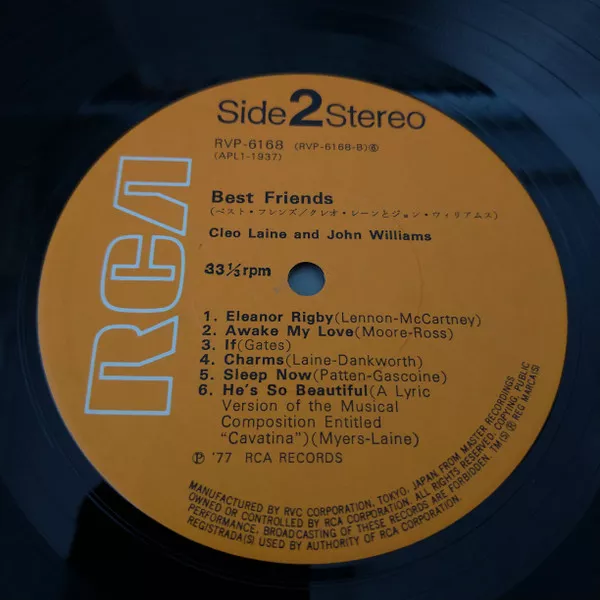 RCA
Side 2 Stereo
RVP-6168 (RVP-6168-B)⑥
(APL1-1937)
Best Friends
(ベスト・フレンズ/クレオ・レーンとジョン・ウィリアムス)
Cleo Laine and John Williams
33⅓rpm
1. Eleanor Rigby(Lennon-McCartney)
2. Awake My Love(Moore-Ross)
3. If(Gates)
4. Charms(Laine-Dankworth)
5. Sleep Now(Patten-Gascoine)
6. He's So Beautiful(A Lyric
Version of the Musical
Composition Entitled
"Cavatina")(Myers-Laine)
Ⓟ '77 RCA RECORDS
MANUFACTURED BY RVC CORPORATION, TOKYO, JAPAN, FROM MASTER RECORDINGS
OWNED OR CONTROLLED BY RCA CORPORATION. ALL RIGHTS RESERVED. COPYING, PUBLIC
PERFORMANCE, BROADCASTING OF THESE RECORDS ARE FORBIDDEN. TM(S) ® REG MARCA(S)
REGISTRADA(S) USED BY AUTHORITY OF RCA CORPORATION.